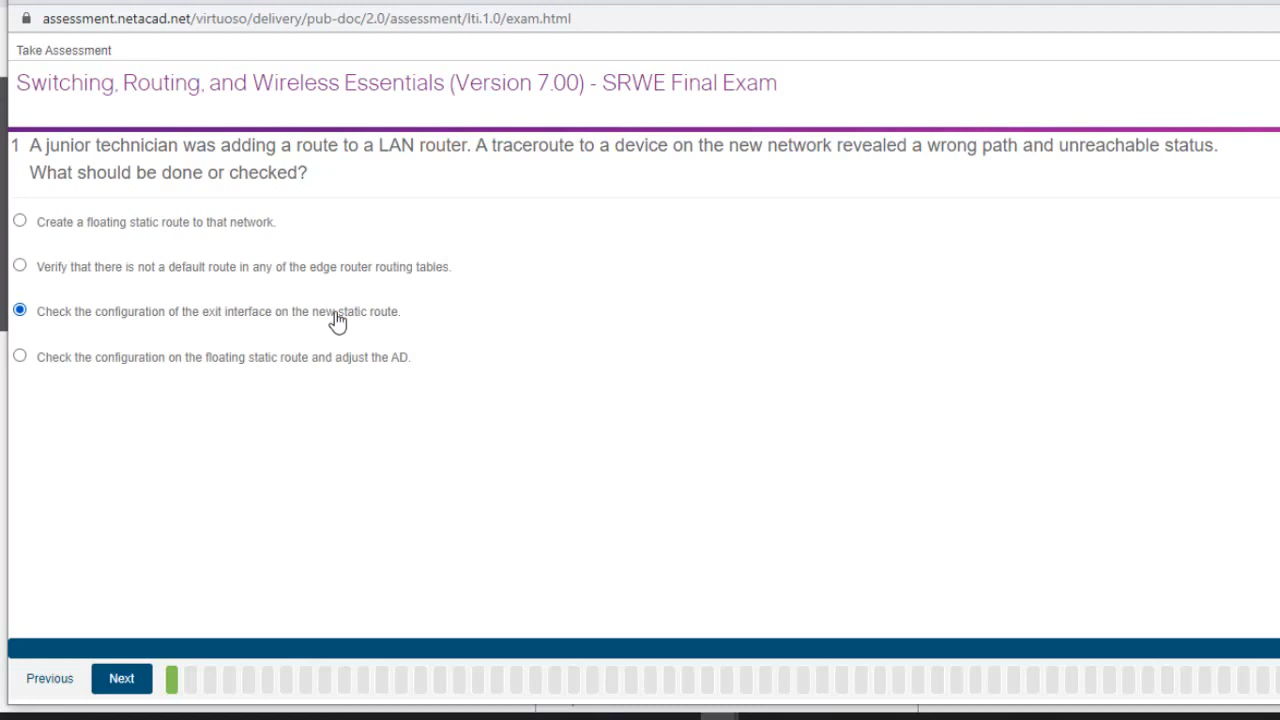 assessment.netacad.net/virtuoso/delivery/pub-doc/2.0/assessment/lti.1.0/exam.html
Take Assessment
Switching, Routing, and Wireless Essentials (Version 7.00) - SRWE Final Exam
1 A junior technician was adding a route to a LAN router. A traceroute to a device on the new network revealed a wrong path and unreachable status.
What should be done or checked?
Create a floating static route to that network.
Verify that there is not a default route in any of the edge router routing tables.
Check the configuration of the exit interface on the new static route.
Check the configuration on the floating static route and adjust the AD.
Previous
Next